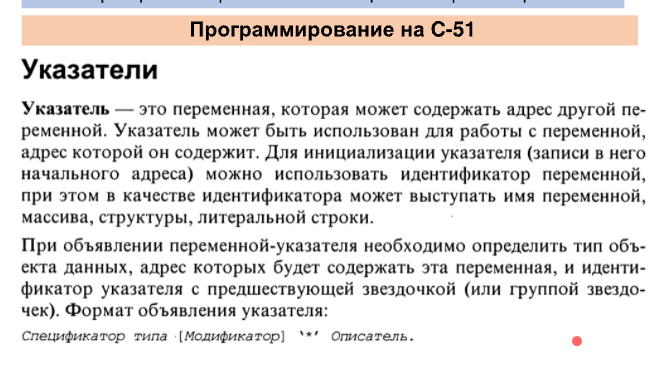 Программирование на С-51
Указатели
Указатель — это переменная, которая может содержать адрес другой пе-
ременной. Указатель может быть использован для работы с переменной,
адрес которой он содержит. Для инициализации указателя (записи в него
начального адреса) можно использовать идентификатор переменной,
при этом в качестве идентификатора может выступать имя переменной,
массива, структуры, литеральной строки.
При объявлении переменной-указателя необходимо определить тип объ-
екта данных, адрес которых будет содержать эта переменная, и иденти-
фикатор указателя с предшествующей звездочкой (или группой звездо-
чек). Формат объявления указателя:
Спецификатор типа [Модификатор] '*' Описатель.